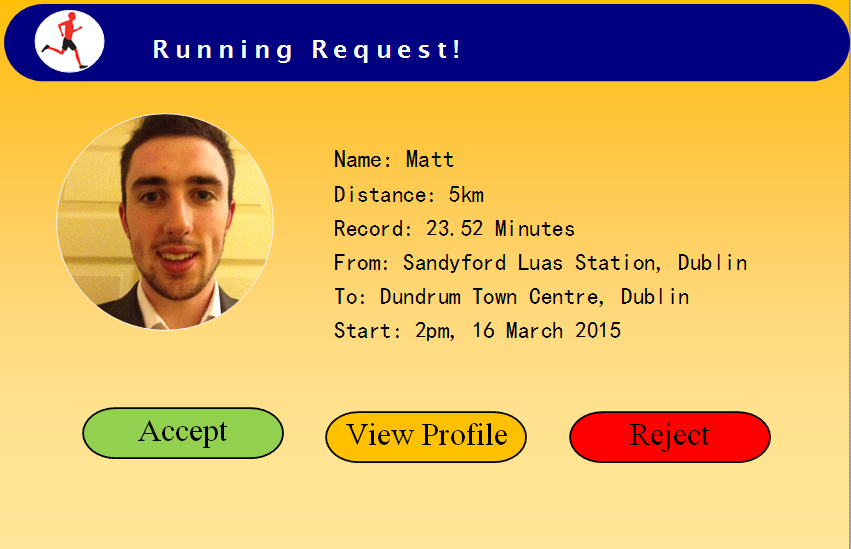 Running Request!
Name: Matt
Distance: 5km
Record: 23.52 Minutes
From: Sandyford Luas Station, Dublin
To: Dundrum Town Centre, Dublin
Start: 2pm, 16 March 2015
Accept
View Profile
Reject